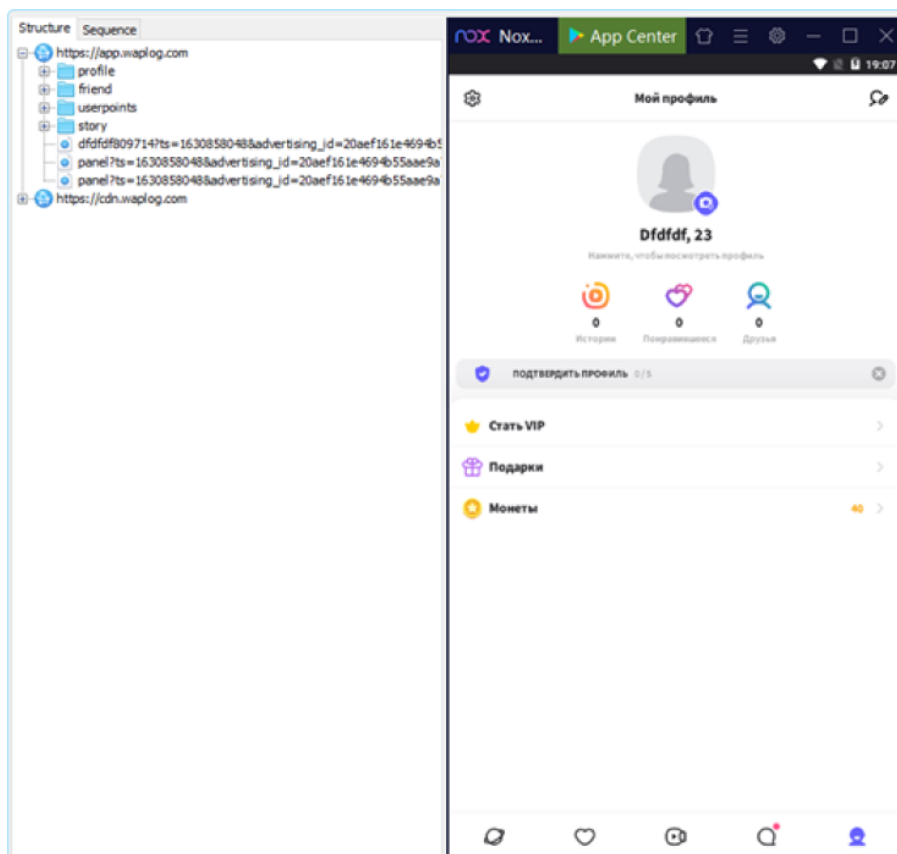 Structure Sequence
https://app.waplog.com
profile
friend
userpoints
story
dfdfdf809714?ts=1630858048&advertising_id=20aef161e4694b5
panel?ts=1630858048&advertising_id=20aef161e4694b55aae9a
panel?ts=1630858048&advertising_id=20aef161e4694b55aae9a
https://cdn.waplog.com
nox Nox... App Center
19:07
Мой профиль
Dfdfdf, 23
Нажмите, чтобы посмотреть профиль
0 0 0
Истории Понравившееся Друзья
ПОДТВЕРДИТЬ ПРОФИЛЬ 0/5
Стать VIP
Подарки
Монеты 40